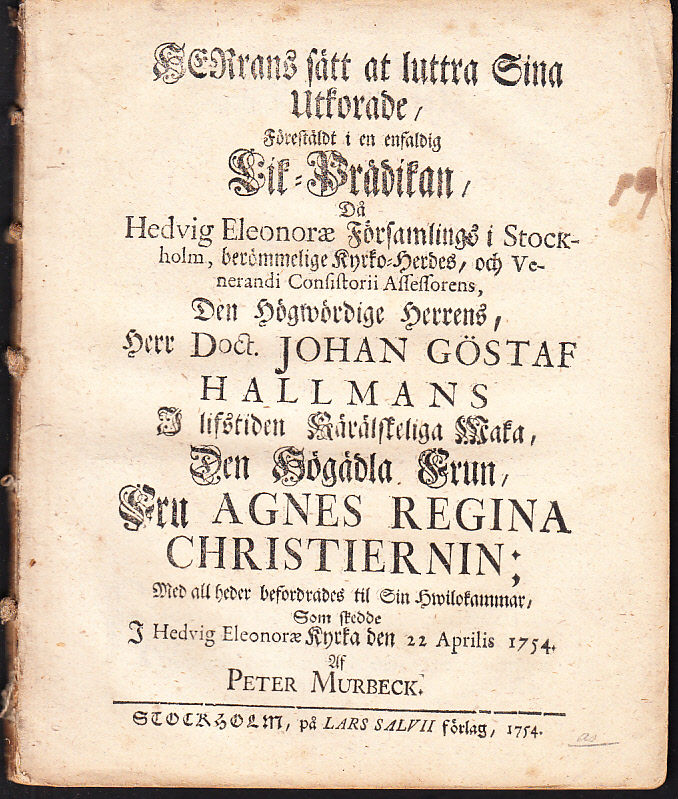 HERrans sätt at luttra Sina
Utkorade/
Förestäldt i en enfaldig
Lik-Prädikan/
Då
Hedvig Eleonoræ Församlings i Stock-
holm, berömmelige Kyrko-Herdes/ och Ve-
nerandi Consistorii Assessorens,
Den Högwördige Herrens,
Herr Doct. JOHAN GÖSTAF
HALLMANS
I lifstiden Kärälskeliga Maka,
Den Högädla Frun/
Fru AGNES REGINA
CHRISTIERNIN;
Med all heder befordrades til Sin Hwilokammar/
Som skedde
I Hedvig Eleonoræ Kyrka den 22 Aprilis 1754.
Af
PETER MURBECK.
STOCKHOLM, på LARS SALVII förlag, 1754.